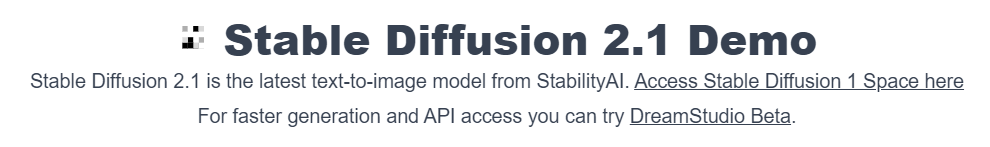 Stable Diffusion 2.1 Demo
Stable Diffusion 2.1 is the latest text-to-image model from StabilityAI. Access Stable Diffusion 1 Space here
For faster generation and API access you can try DreamStudio Beta.